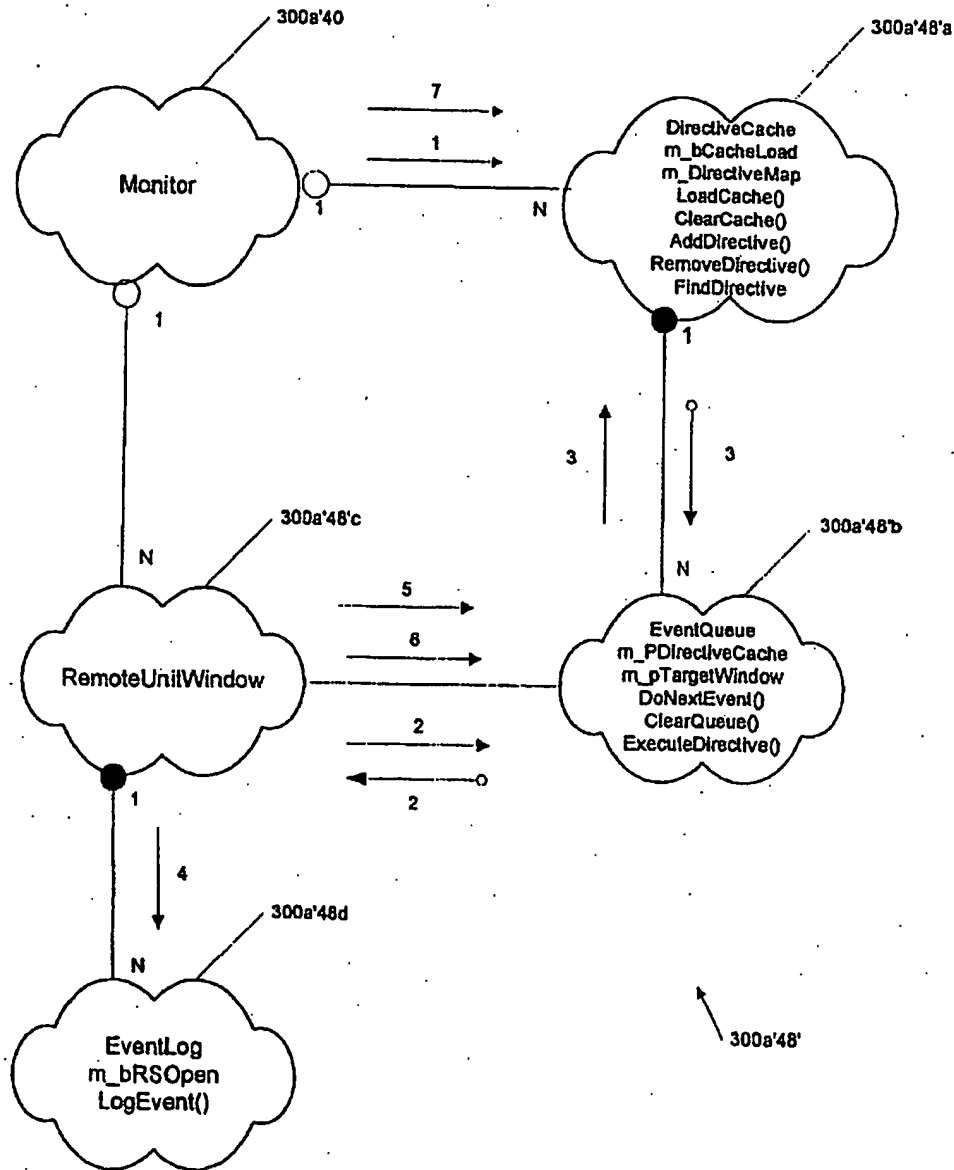 300a'40
300a'48'a
7
1
Monitor
1
N
DirectiveCache
m_bCacheLoad
m_DirectiveMap
LoadCache()
ClearCache()
AddDirective()
RemoveDirective()
FindDirective
1
1
3
3
300a'48'c
300a'48'b
N
N
5
6
RemoteUnitWindow
EventQueue
m_PDirectiveCache
m_pTargetWindow
DoNextEvent()
ClearQueue()
ExecuteDirective()
2
2
1
4
300a'48d
N
EventLog
m_bRSOpen
LogEvent()
300a'48'